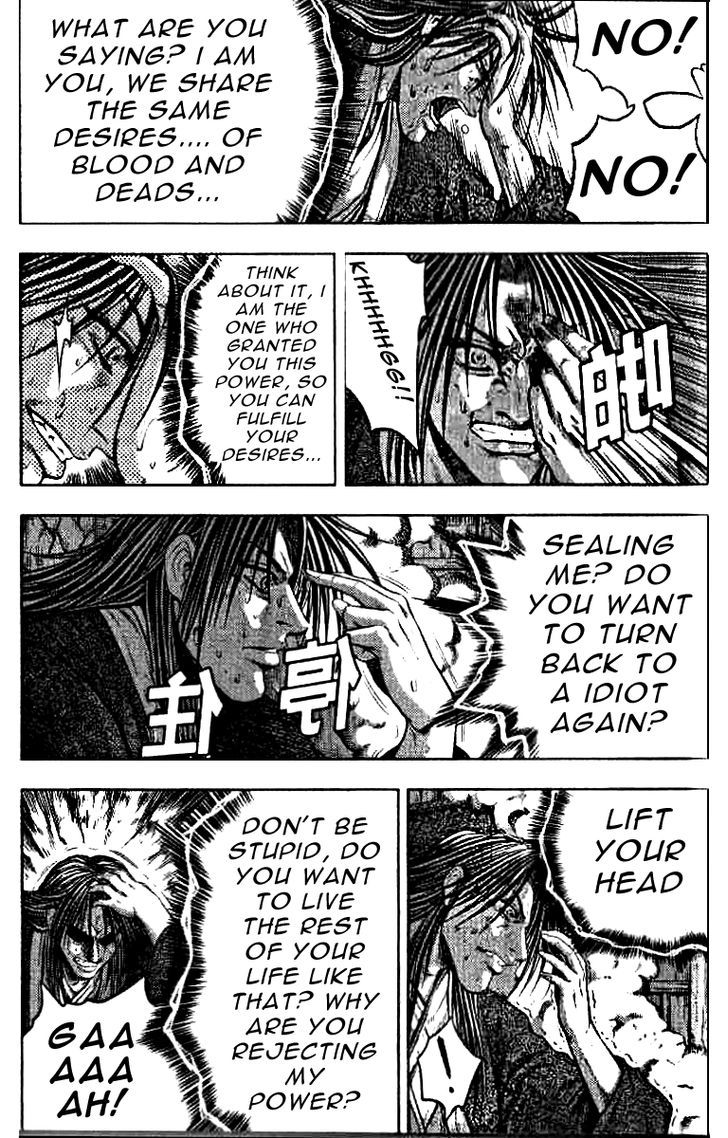 NO!
NO!
WHAT ARE YOU
SAYING? I AM
YOU, WE SHARE
THE SAME
DESIRES.... OF
BLOOD AND
DEADS...
KHHHHGG!!
THINK
ABOUT IT, I
AM THE
ONE WHO
GRANTED
YOU THIS
POWER, SO
YOU CAN
FULFILL
YOUR
DESIRES...
SEALING
ME? DO
YOU WANT
TO TURN
BACK TO
A IDIOT
AGAIN?
LIFT
YOUR
HEAD
!
DON'T BE
STUPID, DO
YOU WANT
TO LIVE
THE REST
OF YOUR
LIFE LIKE
THAT? WHY
ARE YOU
REJECTING
MY
POWER?
GAA
AAA
AH!